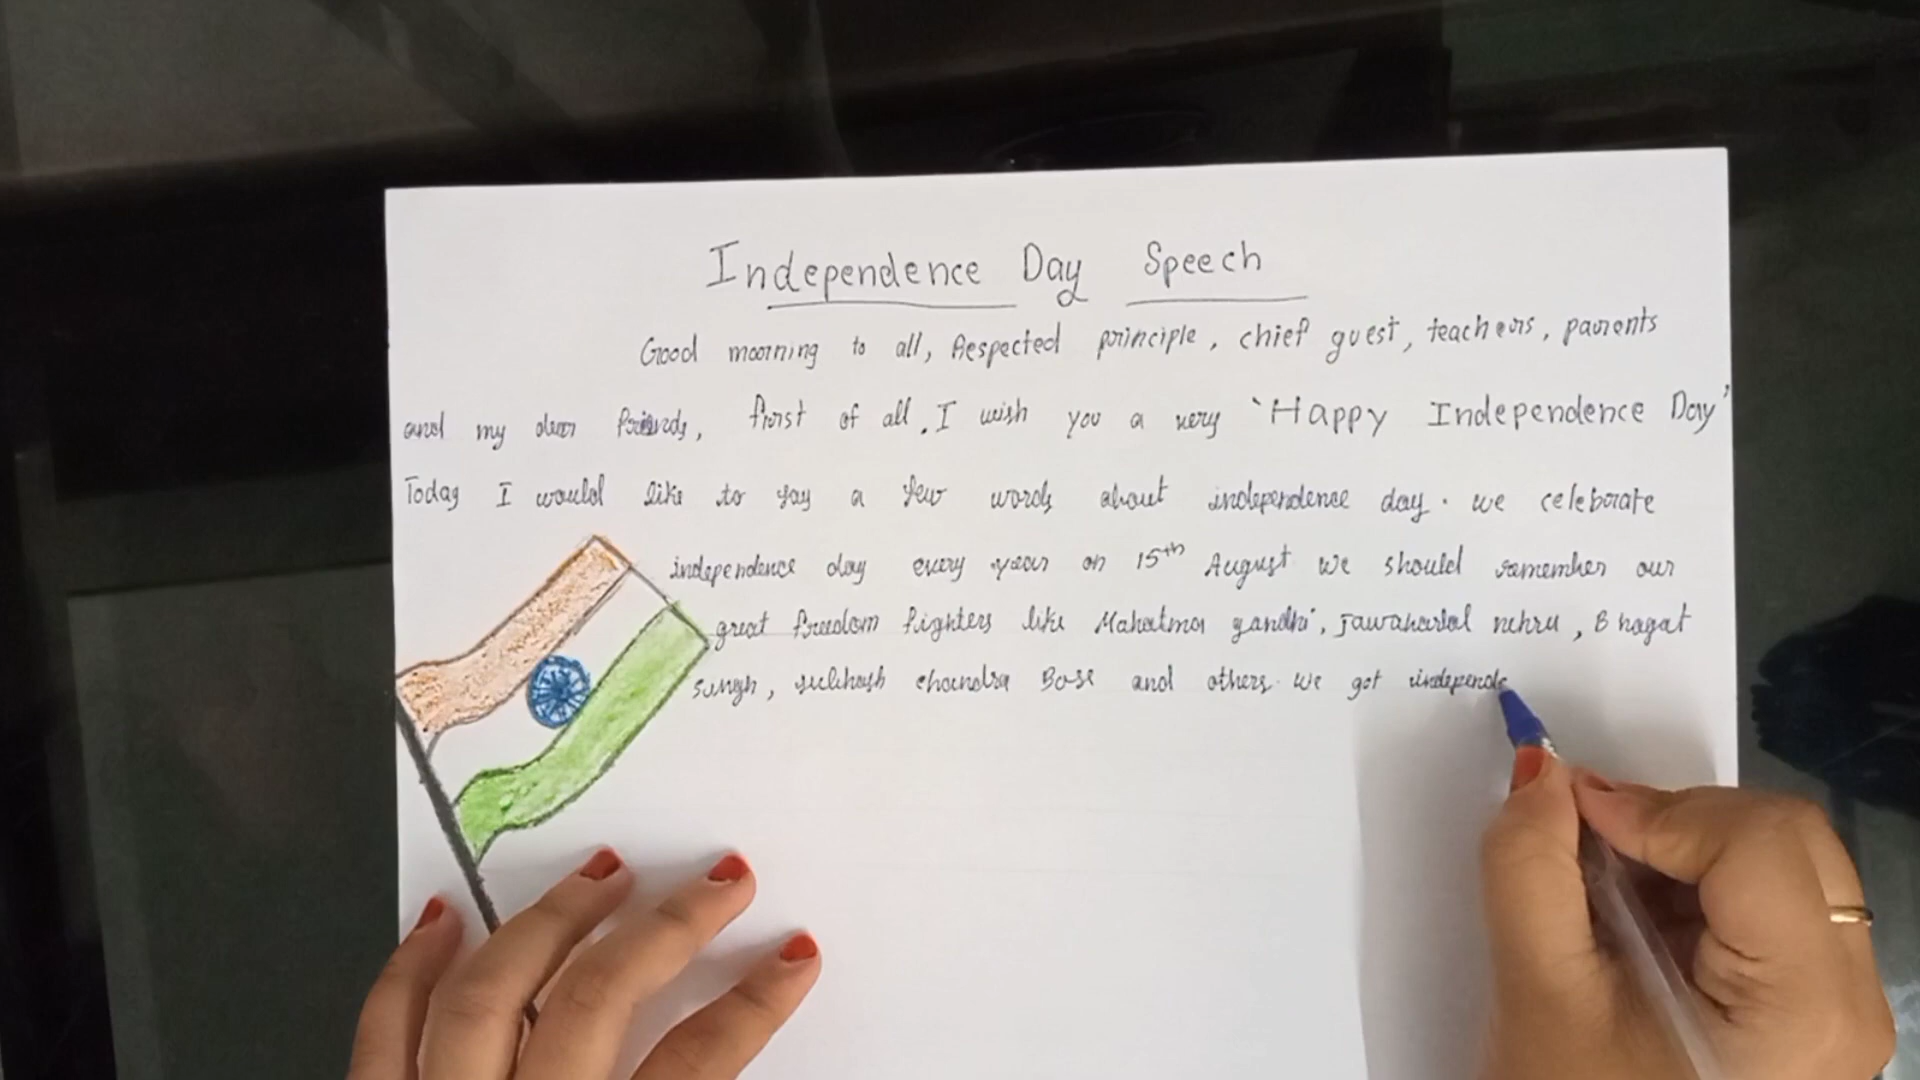 Independence Day Speech
Good morning to all, Respected principle, chief guest, teachers, parents
and my dear friends, first of all. I wish you a very 'Happy Independence Day'
Today I would like to say a few words about independence day. we celebrate
independence day every year on 15th August we should remember our
great freedom fighters like Mahatma gandhi, Jawaharlal nehru, Bhagat
singh, subhash chandra Bose and others. we got independe